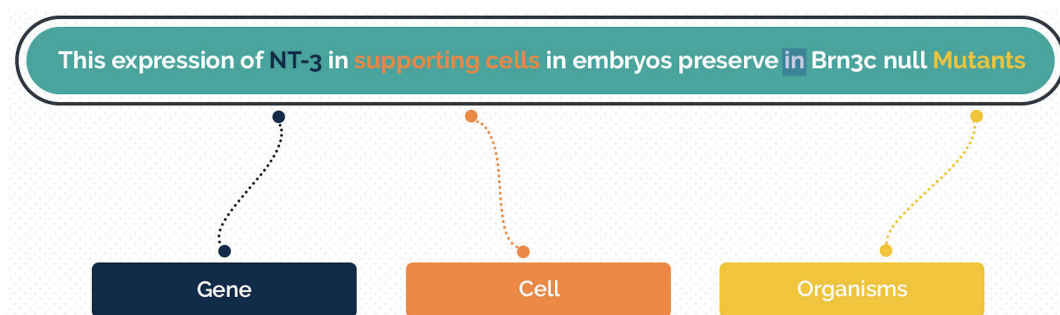 This expression of NT-3 in supporting cells in embryos preserve in Brn3c null Mutants
Gene
Cell
Organisms